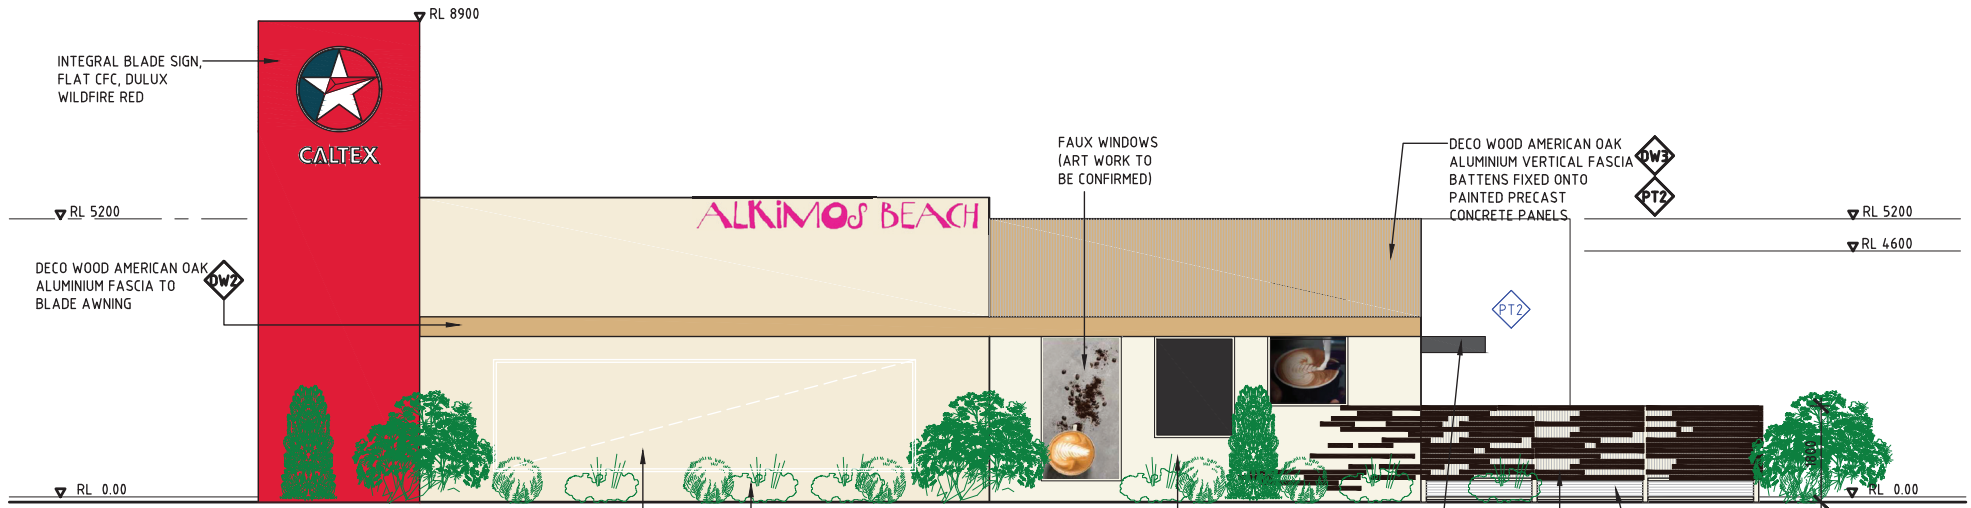 RL 8900
INTEGRAL BLADE SIGN,
FLAT CFC, DULUX
WILDFIRE RED
CALTEX
FAUX WINDOWS
(ART WORK TO
BE CONFIRMED)
DECO WOOD AMERICAN OAK
ALUMINIUM VERTICAL FASCIA
BATTENS FIXED ONTO
PAINTED PRECAST
CONCRETE PANELS
DW3
PT2
RL 5200
ALKiMOS BEACH
RL 5200
RL 4600
DECO WOOD AMERICAN OAK
ALUMINIUM FASCIA TO
BLADE AWNING
DW2
PT2
1800
RL 0.00
RL 0.00